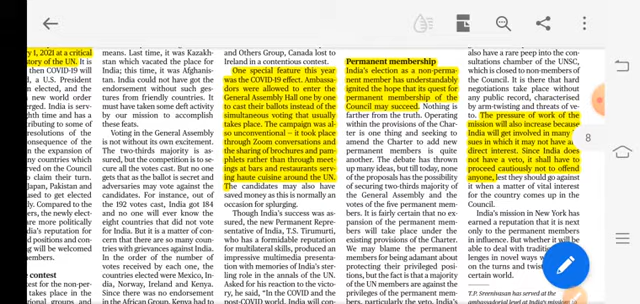 y 1, 2021 at a critical
story of the UN. It is
then COVID-19 will
d, a U.S. President
en elected, and the
new world order
erged. India is serv-
hth time and has a
tributing to some of
resolutions of the
consequence of the
n the expansion of
any countries which
served on the Council
to claim their turn.
Japan, Pakistan and
used to get elected
y. Compared to the
rs, the newly elect-
are more politically
ia's reputation for
d positions and con-
g will be welcomed
members.
e contest
test for the non-per-
takes place in the
means. Last time, it was Kazakh-
stan which vacated the place for
India; this time, it was Afghanis-
tan. India could not have got the
endorsement without such ges-
tures from friendly countries. It
must have taken some deft activity
by our mission to accomplish
these feats.
Voting in the General Assembly
is not without its own excitement.
The two-thirds majority is as-
sured, but the competition is to se-
cure all the votes cast. But no one
gets that as the ballot is secret and
adversaries may vote against the
candidates. For instance, out of
the 192 votes cast, India got 184
and no one will ever know the
eight countries that did not vote
for India. But it is a matter of con-
cern that there are so many coun-
tries with grievances against India.
In the order of the number of
votes received by each one, the
countries elected were Mexico, In-
dia, Norway, Ireland and Kenya.
Since there was no endorsement
in the African Group, Kenya had to
and Others Group, Canada lost to
Ireland in a contentious contest.
One special feature this year
was the COVID-19 effect. Ambassa-
dors were allowed to enter the
General Assembly Hall one by one
to cast their ballots instead of the
simultaneous voting that usually
takes place. The campaign was al-
so unconventional — it took place
through Zoom conversations and
the sharing of brochures and pam-
phlets rather than through meet-
ings at bars and restaurants serv-
ing haute cuisine around the UN.
The candidates may also have
saved money as this is normally an
occasion for splurging.
Though India's success was as-
sured, the new Permanent Repre-
sentative of India, T.S. Tirumurti,
who has a formidable reputation
for multilateral skills, produced an
impressive multimedia presenta-
tion with memories of India's ster-
ling role in the annals of the UN.
Asked for his reaction to the victo-
ry, he said, "In the COVID and the
post-COVID world, India will con-
Permanent membership
India's election as a non-perma-
nent member has understandably
ignited the hope that its quest for
permanent membership of the
Council may succeed. Nothing is
farther from the truth. Operating
within the provisions of the Char-
ter is one thing and seeking to
amend the Charter to add new
permanent members is quite
another. The debate has thrown
up many ideas, but till today, none
of the proposals has the possibility
of securing two-thirds majority of
the General Assembly and the
votes of the five permanent mem-
bers. It is fairly certain that no ex-
pansion of the permanent mem-
bers will take place under the
existing provisions of the Charter.
We may blame the permanent
members for being adamant about
protecting their privileged posi-
tions, but the fact is that a majority
of the UN members are against the
privileges of the permanent mem-
bers, particularly the veto. India's
also have a rare peep into the con-
sultations chamber of the UNSC,
which is closed to non-members of
the Council. It is there that hard
negotiations take place without
any public record, characterised
by arm-twisting and threats of ve-
to. The pressure of work of the
mission will also increase because
India will get involved in many is-
sues in which it may not have a
direct interest. Since India does
not have a veto, it shall have to
proceed cautiously not to offend
anyone, lest they should go against
it when a matter of vital interest
for the country comes up in the
Council.
India's mission in New York has
earned a reputation that it is next
only to the permanent members
in influence. But whether it will be
able to deal with traditional
lenges in novel ways w
on the turns and twist
certain world.
T.P. Sreenivasan has served at the
ambassadorial level at Indian missions
8